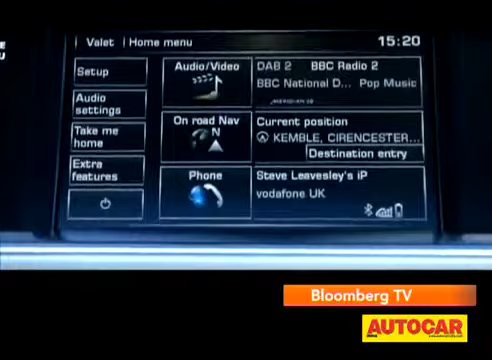 Valet Home menu 15:20
Setup
Audio settings
Take me home
Extra features
Audio/Video
DAB 2 BBC Radio 2
BBC National D... Pop Music
MERIDIAN
On road Nav
N
Current position
KEMBLE, CIRENCESTER...
Destination entry
Phone
Steve Leavesley's iP
vodafone UK
Bloomberg TV
AUTOCAR